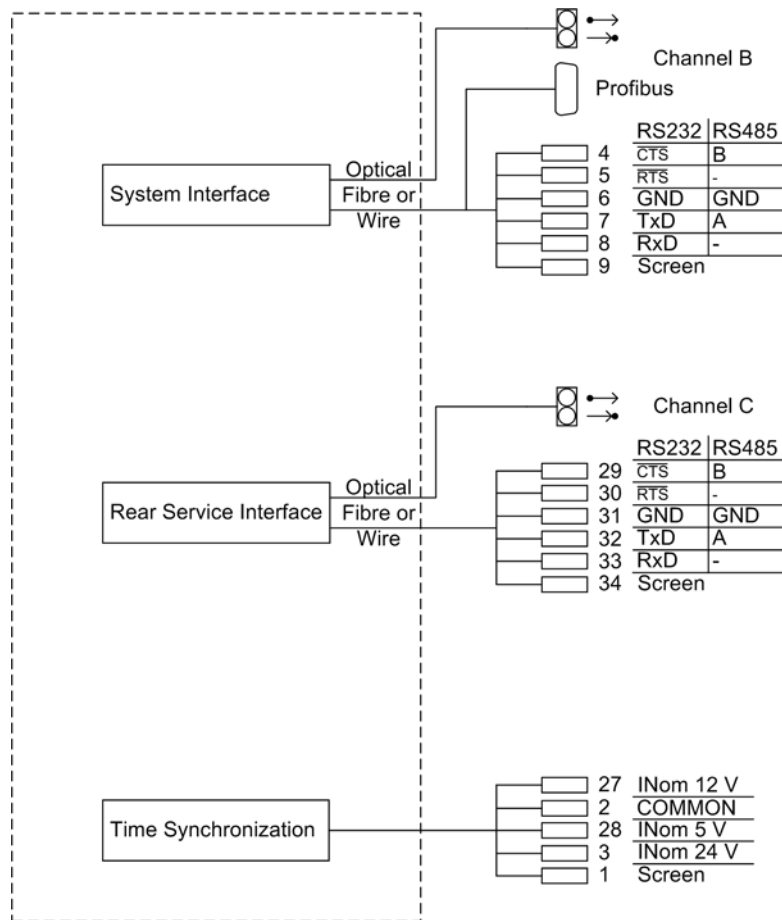 Channel B
Profibus
RS232 RS485
4 CTS B
5 RTS -
6 GND GND
7 TxD A
8 RxD -
9 Screen
System Interface
Optical
Fibre or
Wire
Channel C
RS232 RS485
29 CTS B
30 RTS -
31 GND GND
32 TxD A
33 RxD -
34 Screen
Rear Service Interface
Optical
Fibre or
Wire
27 INom 12 V
2 COMMON
28 INom 5 V
3 INom 24 V
1 Screen
Time Synchronization